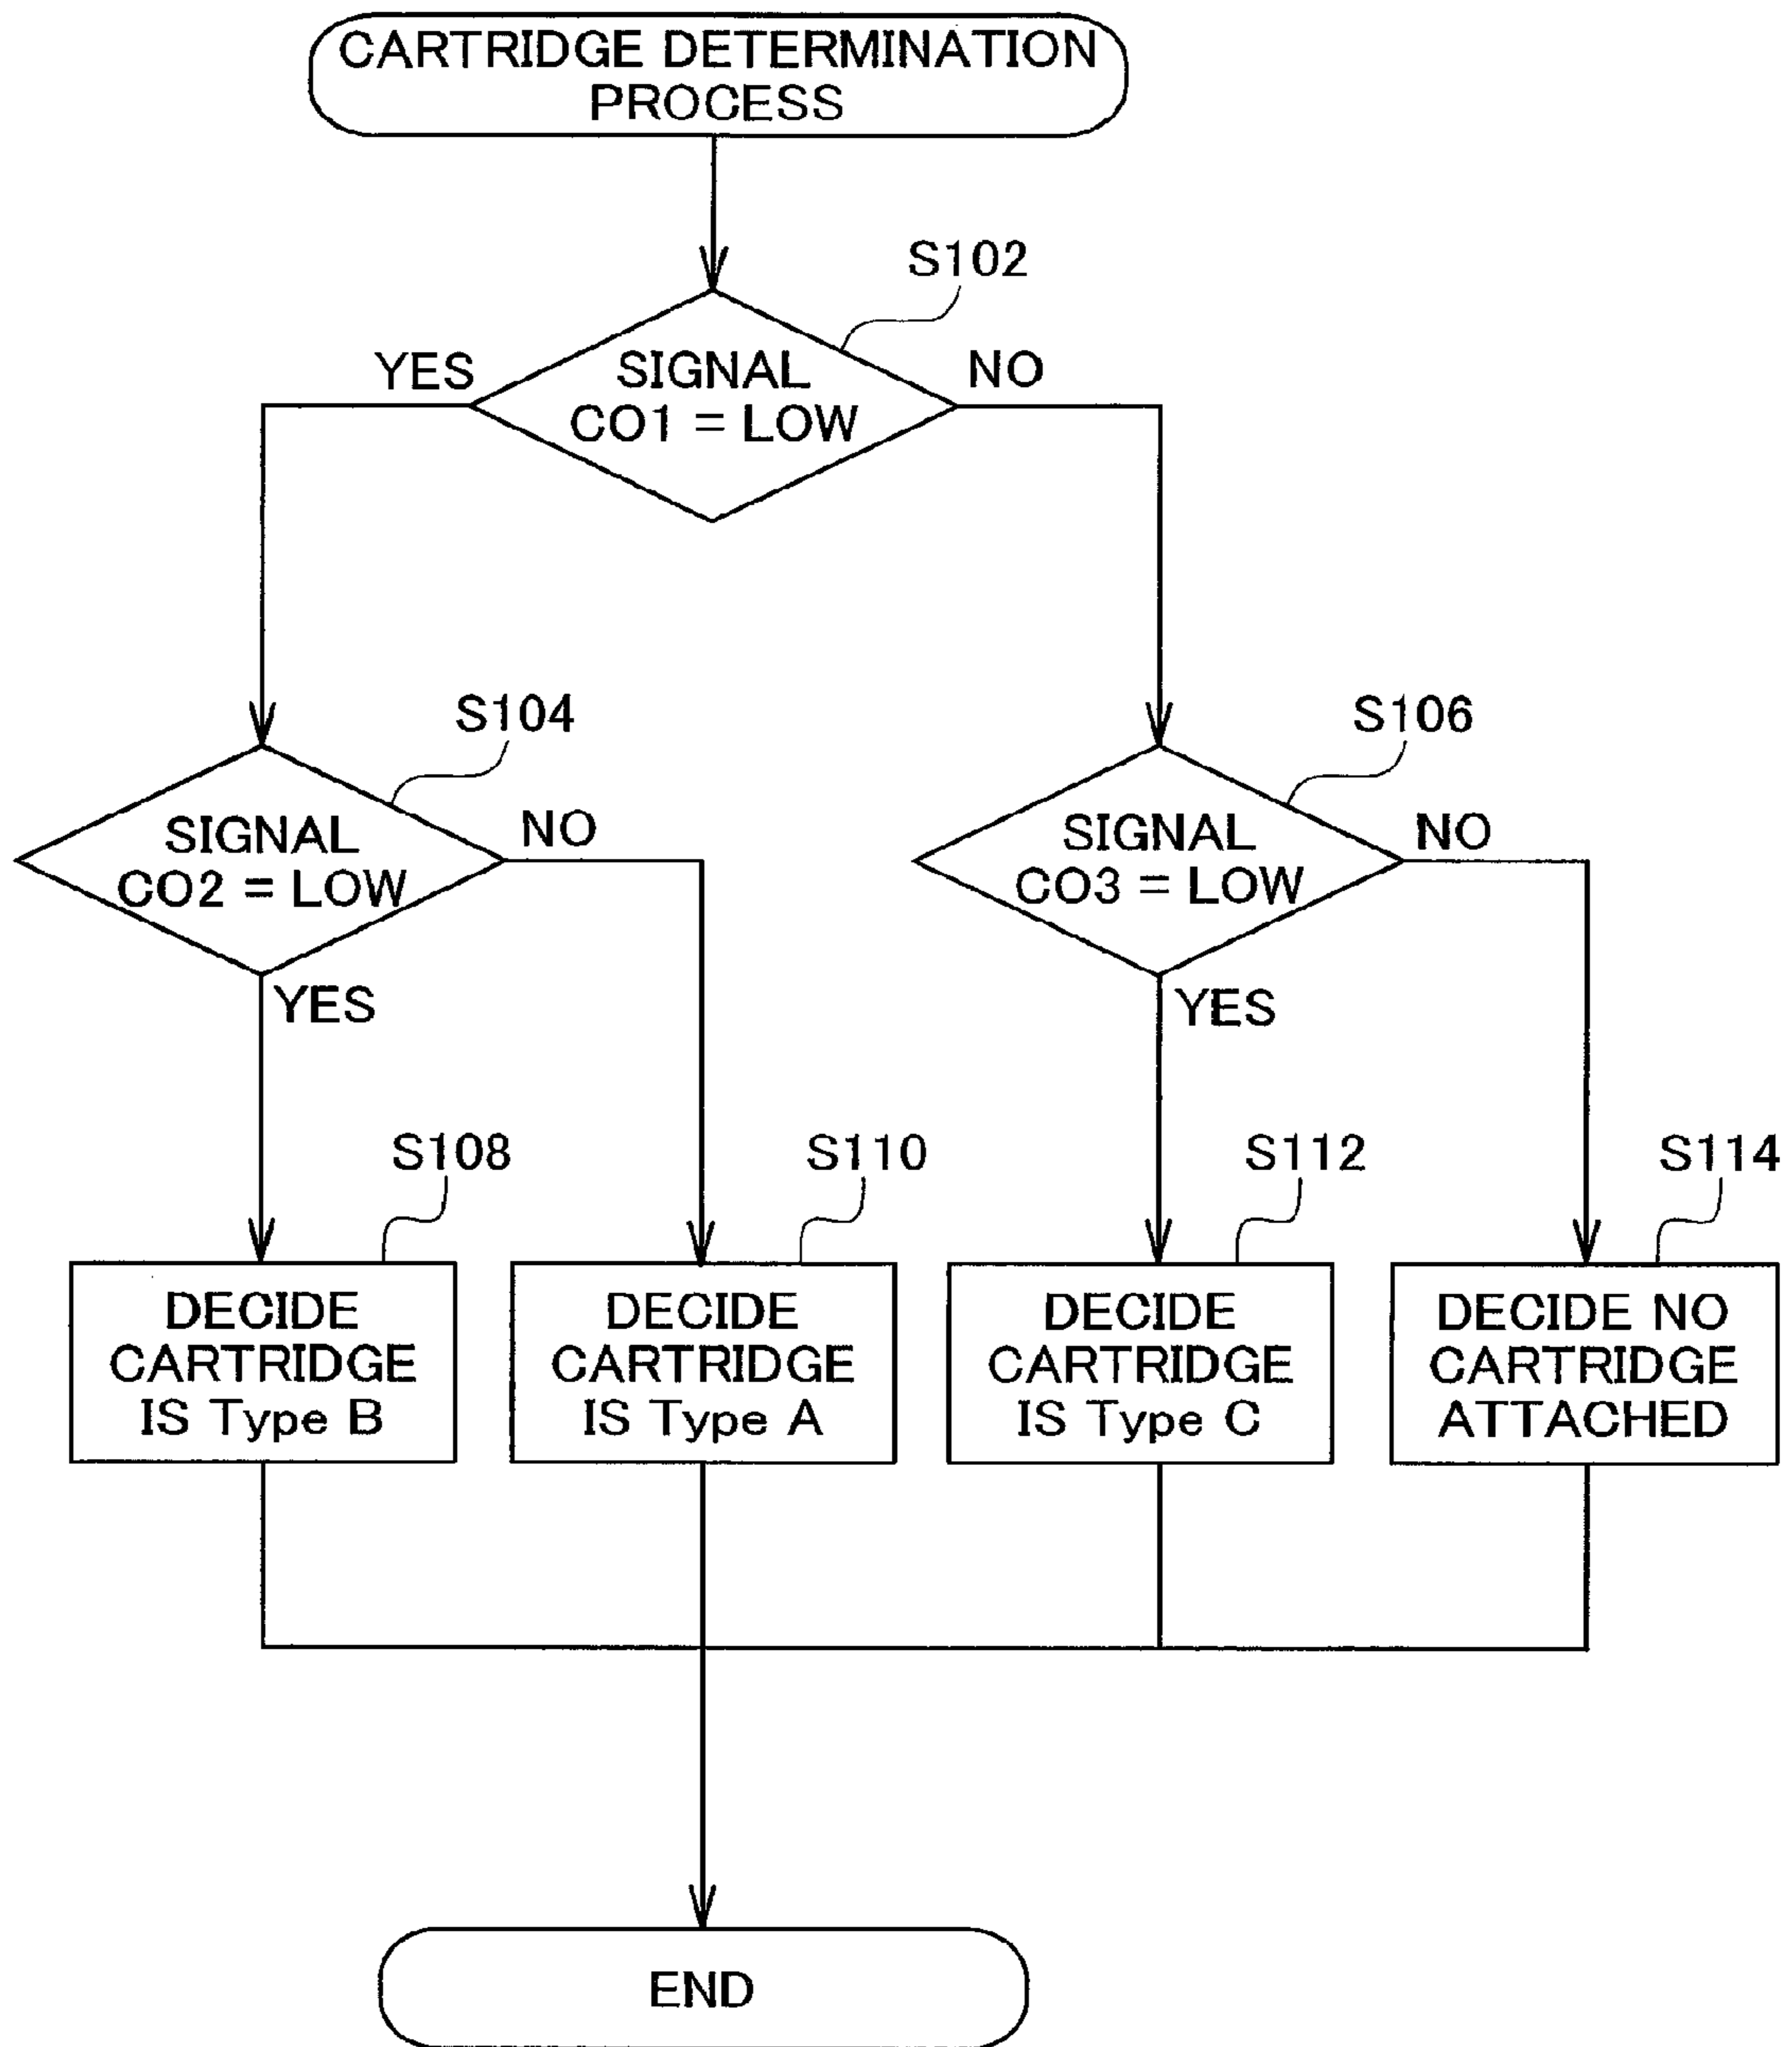 CARTRIDGE DETERMINATION
PROCESS
S102
YES
SIGNAL
CO1 = LOW
NO
S104
S106
SIGNAL
CO2 = LOW
NO
SIGNAL
CO3 = LOW
NO
YES
YES
S108
S110
S112
S114
DECIDE
CARTRIDGE
IS Type B
DECIDE
CARTRIDGE
IS Type A
DECIDE
CARTRIDGE
IS Type C
DECIDE NO
CARTRIDGE
ATTACHED
END